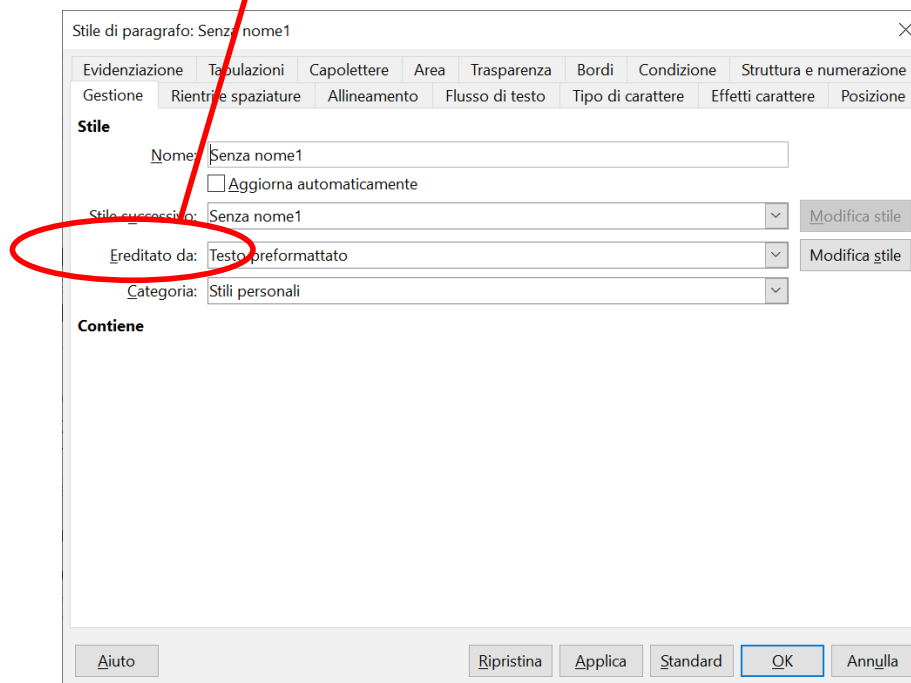 Stile di paragrafo: Senza nome1
Evidenziazione Tabulazioni Capolettere Area Trasparenza Bordi Condizione Struttura e numerazione
Gestione Rientri e spaziature Allineamento Flusso di testo Tipo di carattere Effetti carattere Posizione
Stile
Nome: Senza nome1
Aggiorna automaticamente
Stile successivo: Senza nome1 Modifica stile
Ereditato da: Testo preformattato Modifica stile
Categoria: Stili personali
Contiene
Aiuto Ripristina Applica Standard OK Annulla